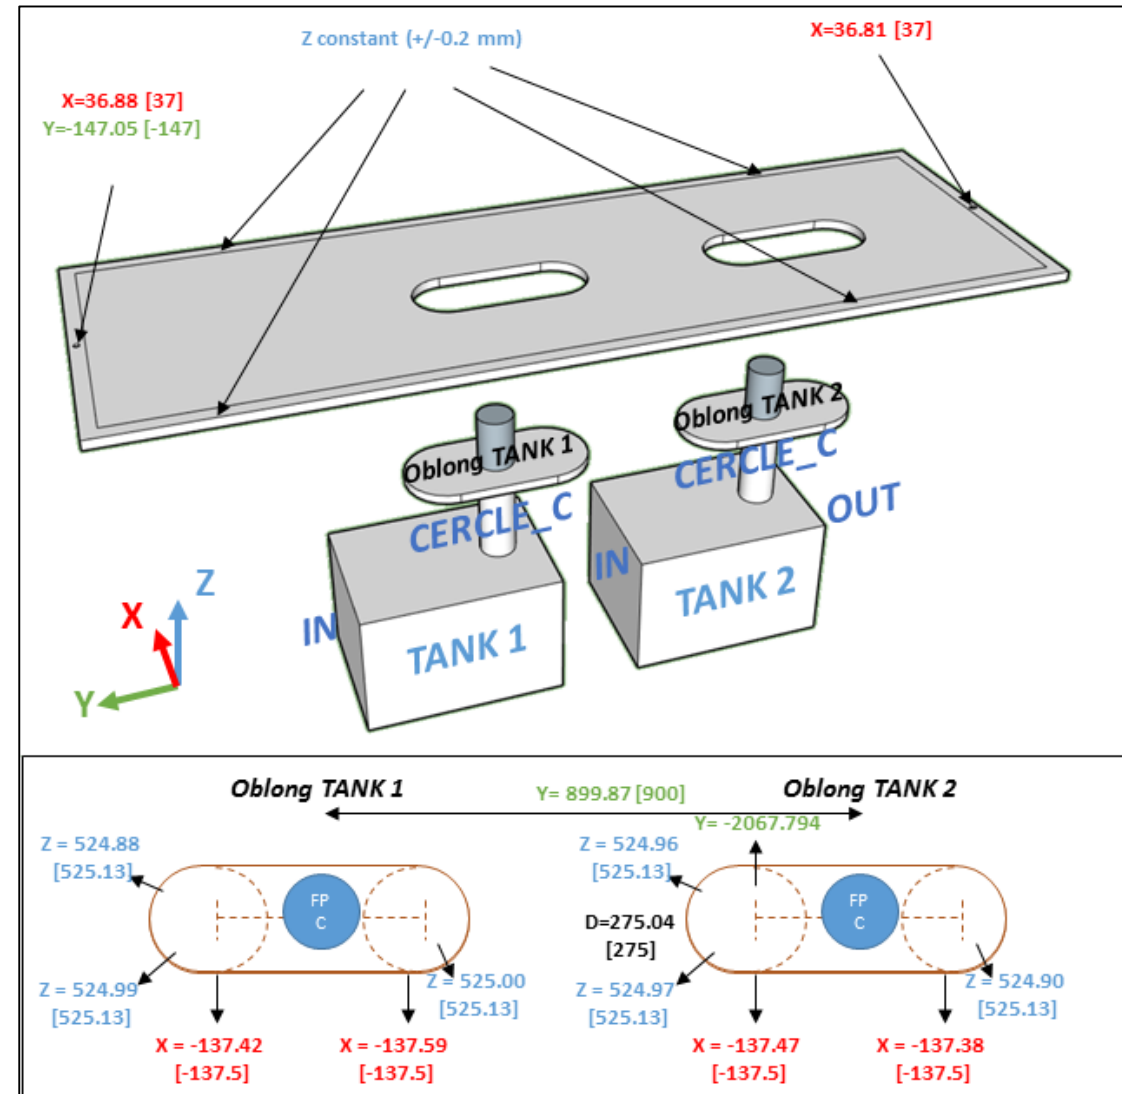 Z constant (+/-0.2 mm)
X=36.81 [37]
X=36.88 [37]
Y=-147.05 [-147]
Oblong TANK 2
Oblong TANK 1
CERCLE_C
CERCLE_C
OUT
IN
TANK 2
IN
TANK 1
Z
X
Y
Oblong TANK 1
Y= 899.87 [900]
Oblong TANK 2
Y= -2067.794
Z = 524.88
[525.13]
Z = 524.96
[525.13]
FP
C
FP
C
D=275.04
[275]
Z = 524.99
[525.13]
Z = 525.00
[525.13]
Z = 524.97
[525.13]
Z = 524.90
[525.13]
X = -137.42
[-137.5]
X = -137.59
[-137.5]
X = -137.47
[-137.5]
X = -137.38
[-137.5]